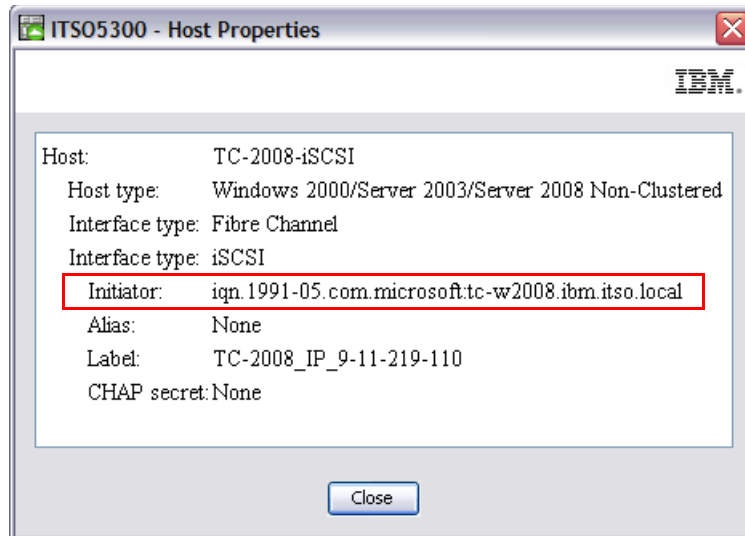 ITSO5300 - Host Properties
IBM.
Host: TC-2008-iSCSI
Host type: Windows 2000/Server 2003/Server 2008 Non-Clustered
Interface type: Fibre Channel
Interface type: iSCSI
Initiator: iqn.1991-05.com.microsoft:tc-w2008.ibm.itso.local
Alias: None
Label: TC-2008_IP_9-11-219-110
CHAP secret: None
Close